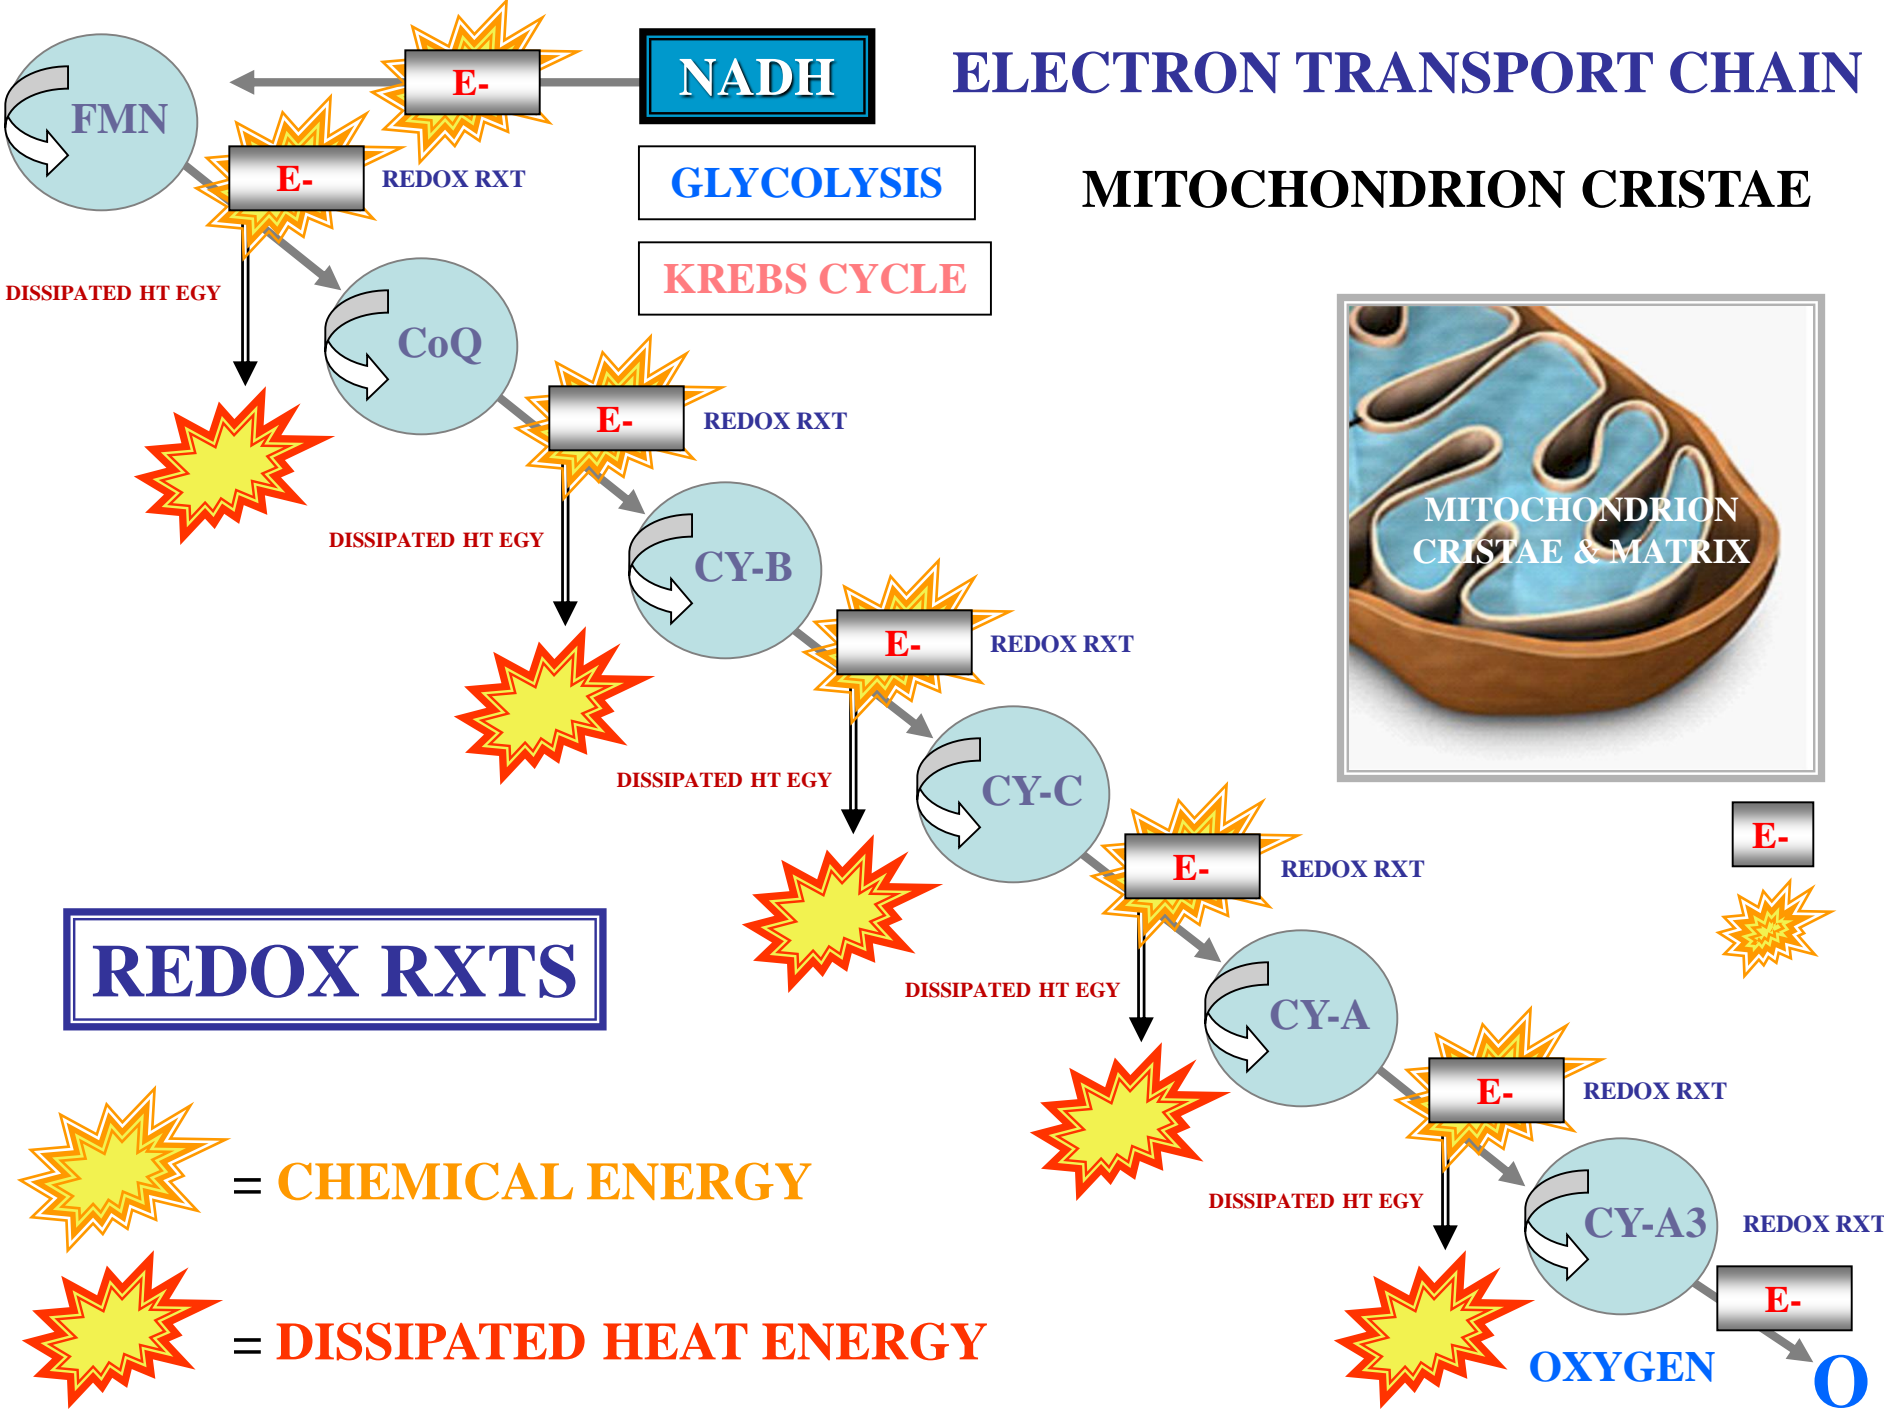 ELECTRON TRANSPORT CHAIN
NADH
E-
FMN
E-
REDOX RXT
GLYCOLYSIS
MITOCHONDRION CRISTAE
KREBS CYCLE
DISSIPATED HT EGY
CoQ
E-
REDOX RXT
DISSIPATED HT EGY
MITOCHONDRION
CRISTAE & MATRIX
CY-B
E-
REDOX RXT
DISSIPATED HT EGY
CY-C
E-
E-
REDOX RXT
REDOX RXTS
DISSIPATED HT EGY
CY-A
E-
REDOX RXT
= CHEMICAL ENERGY
DISSIPATED HT EGY
CY-A3
REDOX RXT
E-
= DISSIPATED HEAT ENERGY
OXYGEN
O